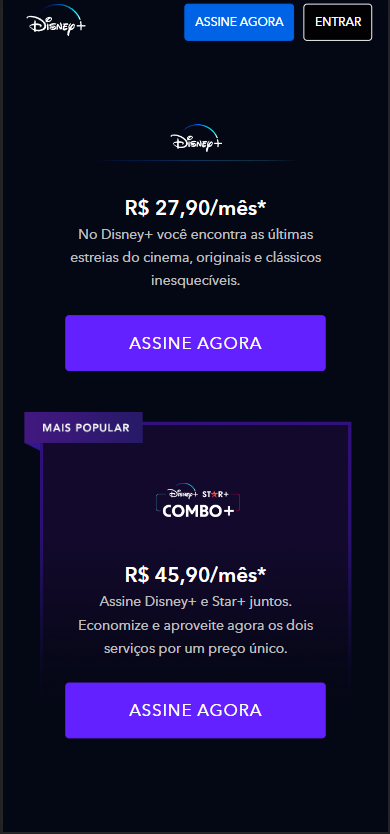 Disney+
ASSINE AGORA
ENTRAR
Disney+
R$ 27,90/mês*
No Disney+ você encontra as últimas
estreias do cinema, originais e clássicos
inesquecíveis.
ASSINE AGORA
MAIS POPULAR
Disney+ STAR+
COMBO+
R$ 45,90/mês*
Assine Disney+ e Star+ juntos.
Economize e aproveite agora os dois
serviços por um preço único.
ASSINE AGORA